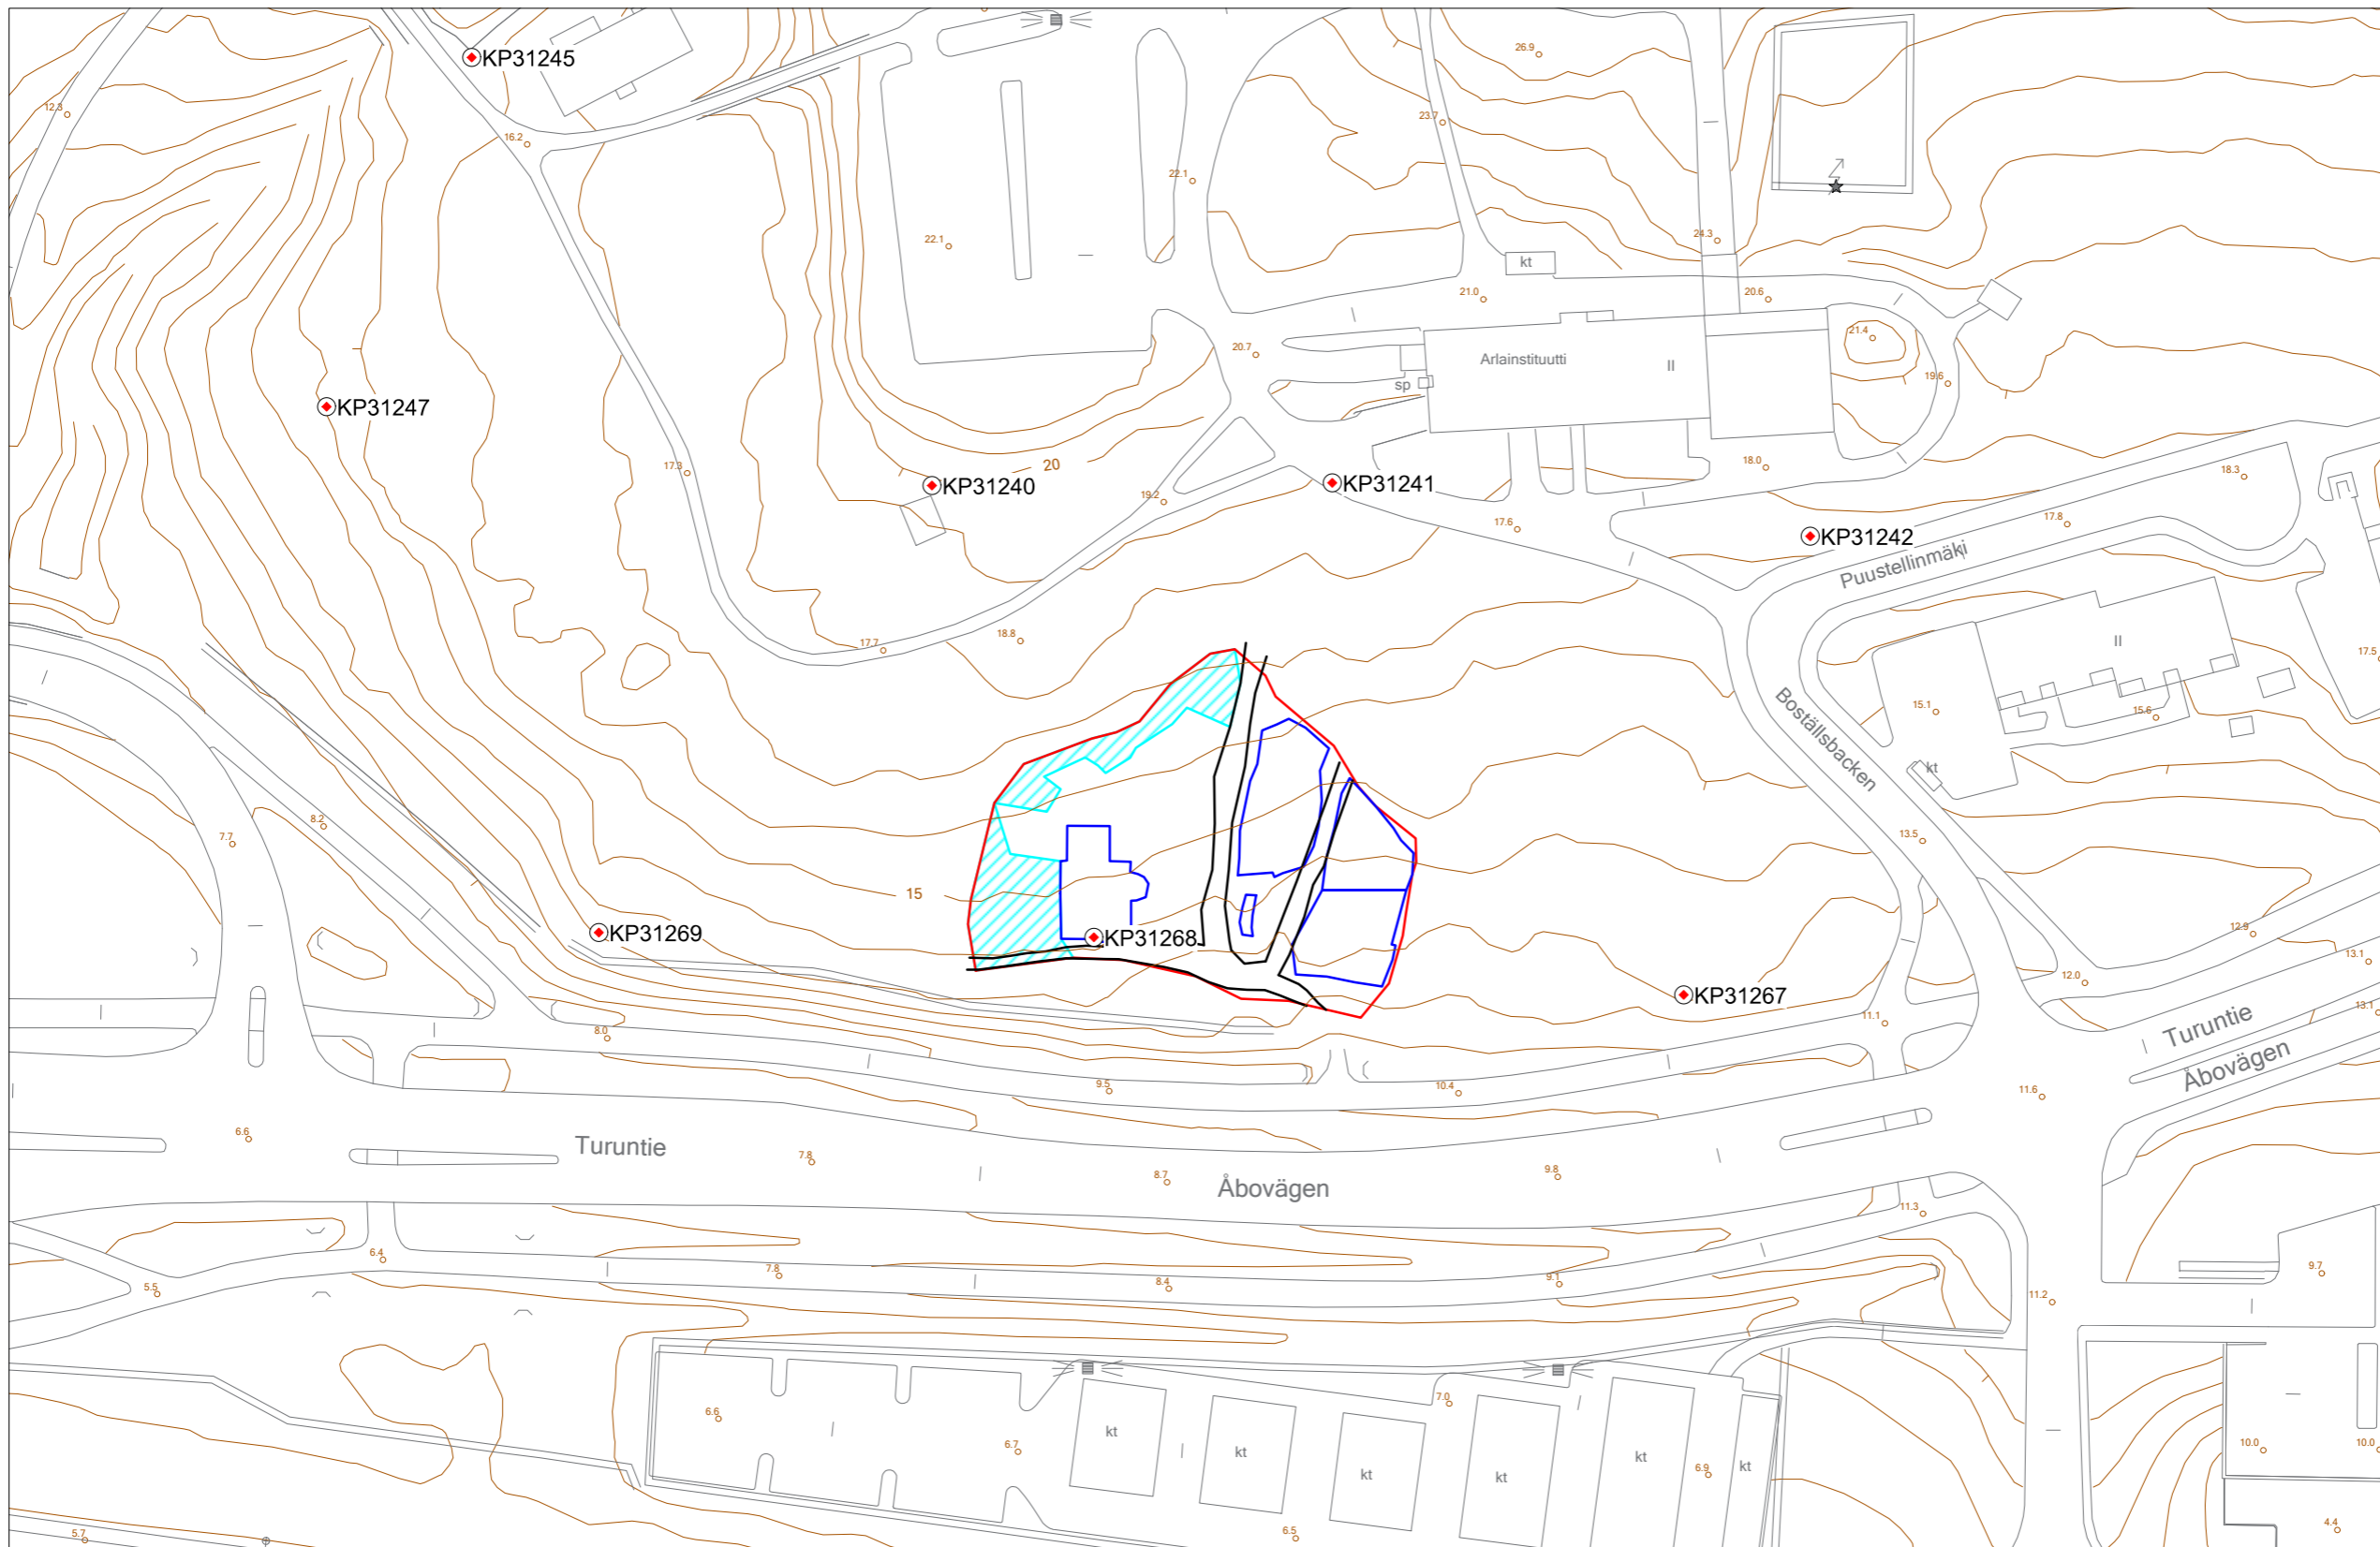 26.9
KP31245
12.3
23.7
16.2
22.1
24.3
22.1
kt
21.0
20.6
21.4
20.7
Arlainstituutti
II
19.6
sp
KP31247
20
17.3
18.0
18.3
KP31240
KP31241
19.2
17.6
17.8
KP31242
Puustellinmäki
18.8
17.7
II
17.5
15.1
15.6
Boställsbacken
kt
8.2
7.7
13.5
15
KP31269
KP31268
12.9
13.1
12.0
KP31267
13.1
11.1
Turuntie
8.0
Åbovägen
9.5
10.4
11.6
6.6
Turuntie
7.8
8.7
9.8
Åbovägen
11.3
6.4
7.8
8.4
9.1
9.7
5.5
11.2
7.0
6.6
kt
6.7
kt
kt
kt
kt
6.9
kt
10.0
10.0
6.5
5.7
4.4